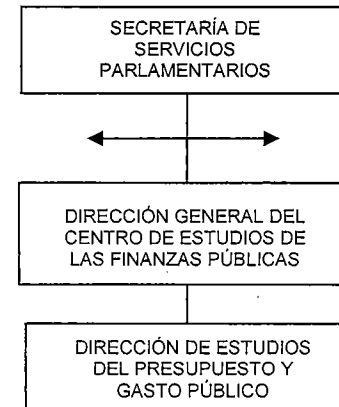 SECRETARÍA DE
SERVICIOS
PARLAMENTARIOS
DIRECCIÓN GENERAL DEL
CENTRO DE ESTUDIOS DE
LAS FINANZAS PÚBLICAS
DIRECCIÓN DE ESTUDIOS
DEL PRESUPUESTO Y
GASTO PÚBLICO